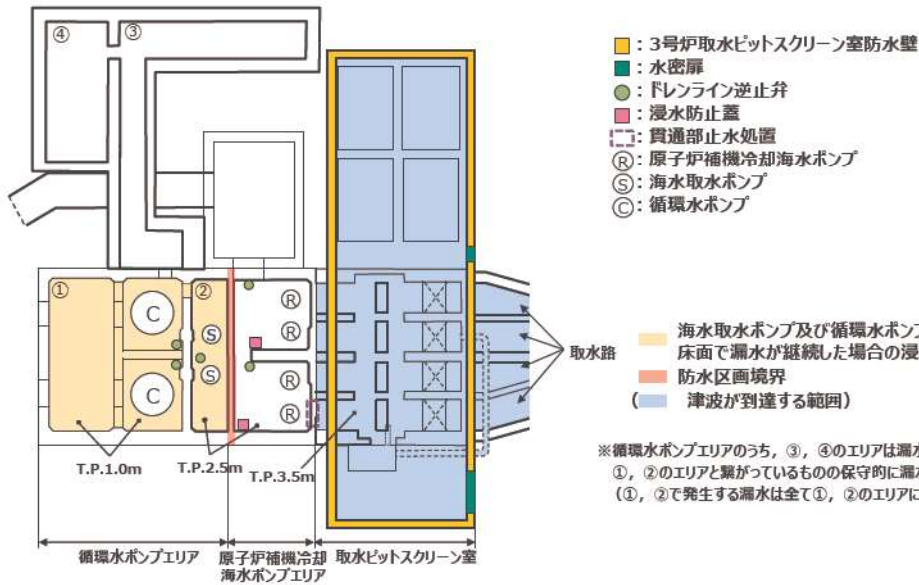 ④
③
①
②
C
C
S
S
R
R
R
R
T.P.1.0m
T.P.2.5m
T.P.3.5m
循環水ポンプエリア
原子炉補機冷却
海水ポンプエリア
取水ピットスクリーン室
取水路
：3号炉取水ピットスクリーン室防水壁
：水密扉
：ドレンライン逆止弁
：浸水防止蓋
：貫通部止水処置
Ⓡ：原子炉補機冷却海水ポンプ
Ⓢ：海水取水ポンプ
Ⓒ：循環水ポンプ
海水取水ポンプ及び循環水ポンプ
床面で漏水が継続した場合の浸
防水区画境界
（ 津波が到達する範囲）
※循環水ポンプエリアのうち，③，④のエリアは漏水
①，②のエリアと繋がっているものの保守的に漏
（①，②で発生する漏水は全て①，②のエリアに